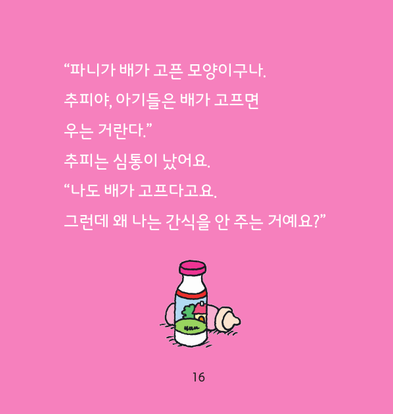 “파니가 배가 고픈 모양이구나.
추피야, 아기들은 배가 고프면
우는 거란다.”
추피는 심통이 났어요.
“나도 배가 고프다고요.
그런데 왜 나는 간식을 안 주는 거예요?”
16